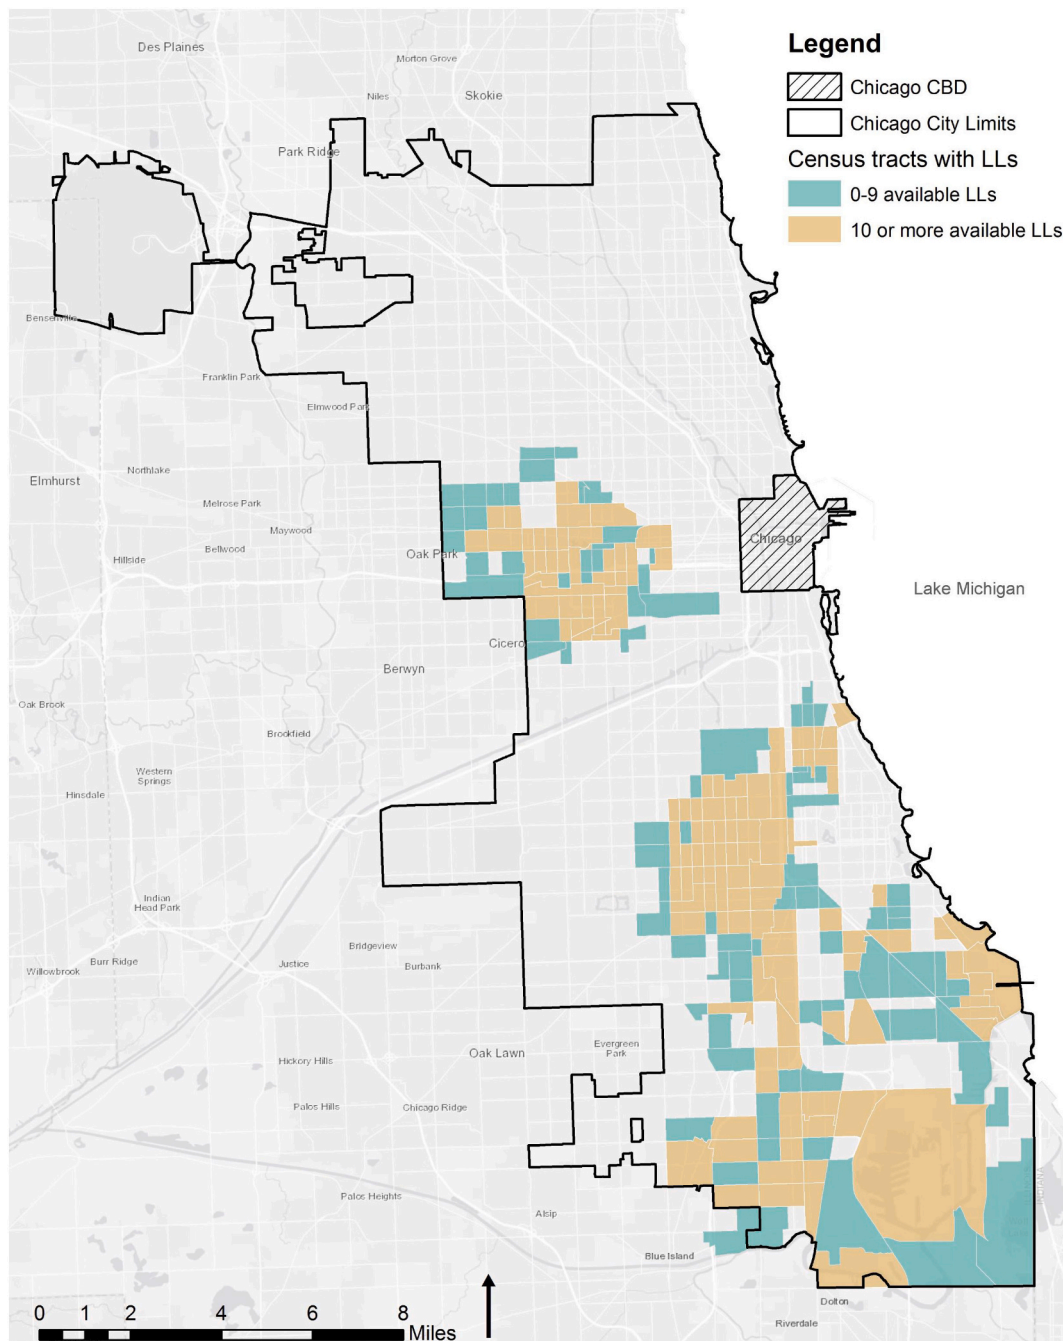 Des Plaines
Morton Grove
Niles
Skokie
Park Ridge
Legend
Chicago CBD
Chicago City Limits
Census tracts with LLs
0-9 available LLs
10 or more available LLs
Bensenville
Franklin Park
Elmwood Park
Elmhurst
Northlake
Melrose Park
Maywood
Bellwood
Hillside
Oak Park
Chicago
Lake Michigan
Cicero
Berwyn
Oak Brook
Brookfield
Western
Springs
Hinsdale
Indian
Head Park
Willowbrook
Burr Ridge
Justice
Bridgeview
Burbank
Hickory Hills
Oak Lawn
Evergreen
Park
Palos Hills
Chicago Ridge
Palos Heights
Alsip
Blue Island
Dolton
Riverdale
0 1 2 4 6 8
Miles